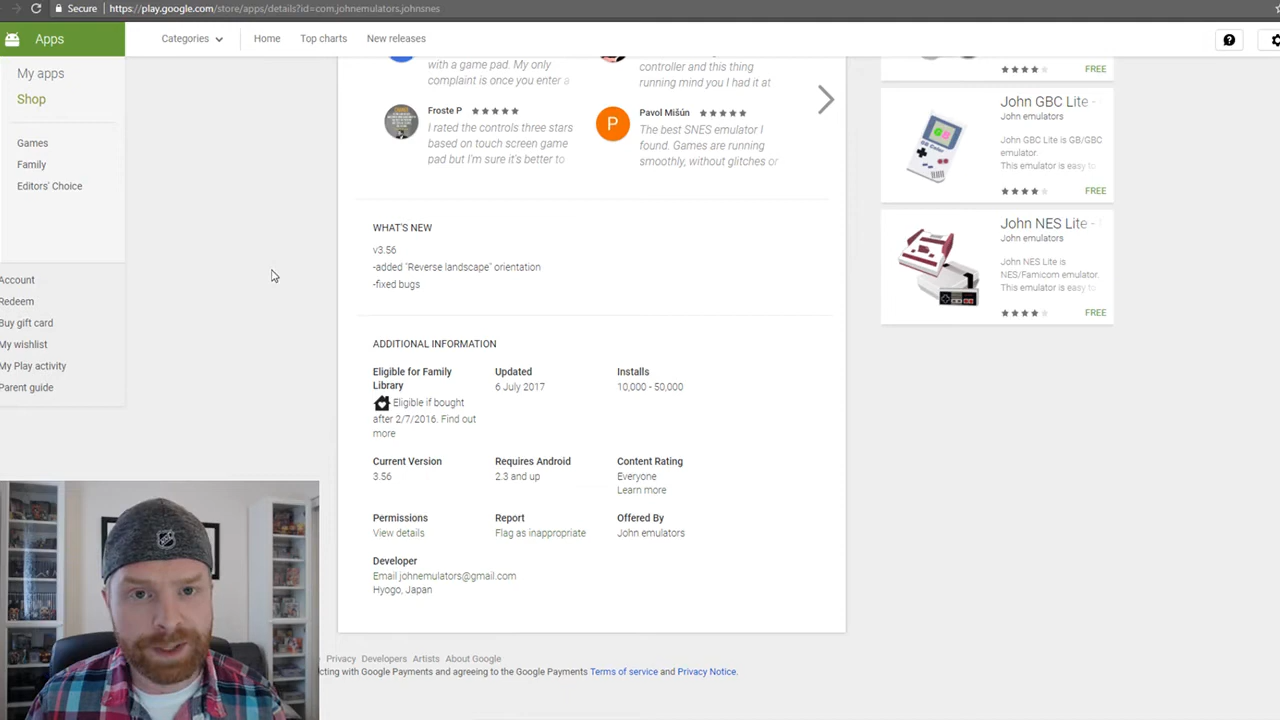 Secure https://play.google.com/store/apps/details?id=com.johnemulators.johnsnes
Apps
Categories
Home
Top charts
New releases
My apps
Shop
Games
Family
Editors' Choice
Account
Redeem
Buy gift card
My wishlist
My Play activity
Parent guide
with a game pad. My only
complaint is once you enter a
Froste P
I rated the controls three stars
based on touch screen game
pad but I'm sure it's better to
controller and this thing
running mind you I had it at
P
Pavol Mišún
The best SNES emulator I
found. Games are running
smoothly, without glitches or
WHAT'S NEW
v3.56
-added "Reverse landscape" orientation
-fixed bugs
ADDITIONAL INFORMATION
Eligible for Family
Library
Eligible if bought
after 2/7/2016. Find out
more
Updated
6 July 2017
Installs
10,000 - 50,000
Current Version
3.56
Requires Android
2.3 and up
Content Rating
Everyone
Learn more
Permissions
View details
Report
Flag as inappropriate
Offered By
John emulators
Developer
Email johnemulators@gmail.com
Hyogo, Japan
FREE
John GBC Lite -
John emulators
John GBC Lite is GB/GBC
emulator.
This emulator is easy to
FREE
John NES Lite -
John emulators
John NES Lite is
NES/Famicom emulator.
This emulator is easy to
FREE
Privacy Developers Artists About Google
cting with Google Payments and agreeing to the Google Payments Terms of service and Privacy Notice.